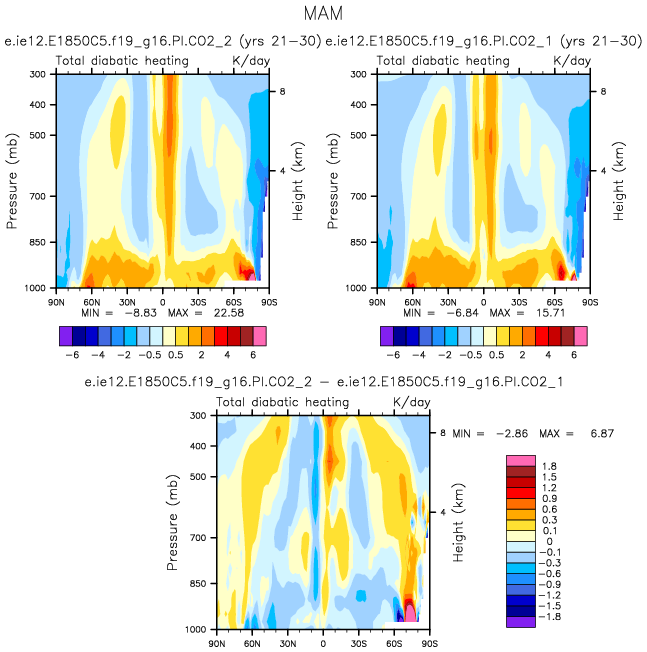 MAM
e.ie12.E1850C5.f19_g16.PI.CO2_2 (yrs 21-30) e.ie12.E1850C5.f19_g16.PI.CO2_1 (yrs 21-30)
Total diabatic heating K/day Total diabatic heating K/day
300 300
400 8 400 8
500 500
4 4
700 700
850 850
1000 1000
Pressure (mb) Height (km) Pressure (mb) Height (km)
90N 60N 30N 0 30S 60S 90S 90N 60N 30N 0 30S 60S 90S
MIN = -8.83 MAX = 22.58 MIN = -6.84 MAX = 15.71
-6 -4 -2 -0.5 0.5 2 4 6 -6 -4 -2 -0.5 0.5 2 4 6
e.ie12.E1850C5.f19_g16.PI.CO2_2 - e.ie12.E1850C5.f19_g16.PI.CO2_1
Total diabatic heating K/day
300
400 8
500
4
700
850
1000
Pressure (mb) Height (km)
90N 60N 30N 0 30S 60S 90S
MIN = -2.86 MAX = 6.87
1.8
1.5
1.2
0.9
0.6
0.3
0.1
0
-0.1
-0.3
-0.6
-0.9
-1.2
-1.5
-1.8